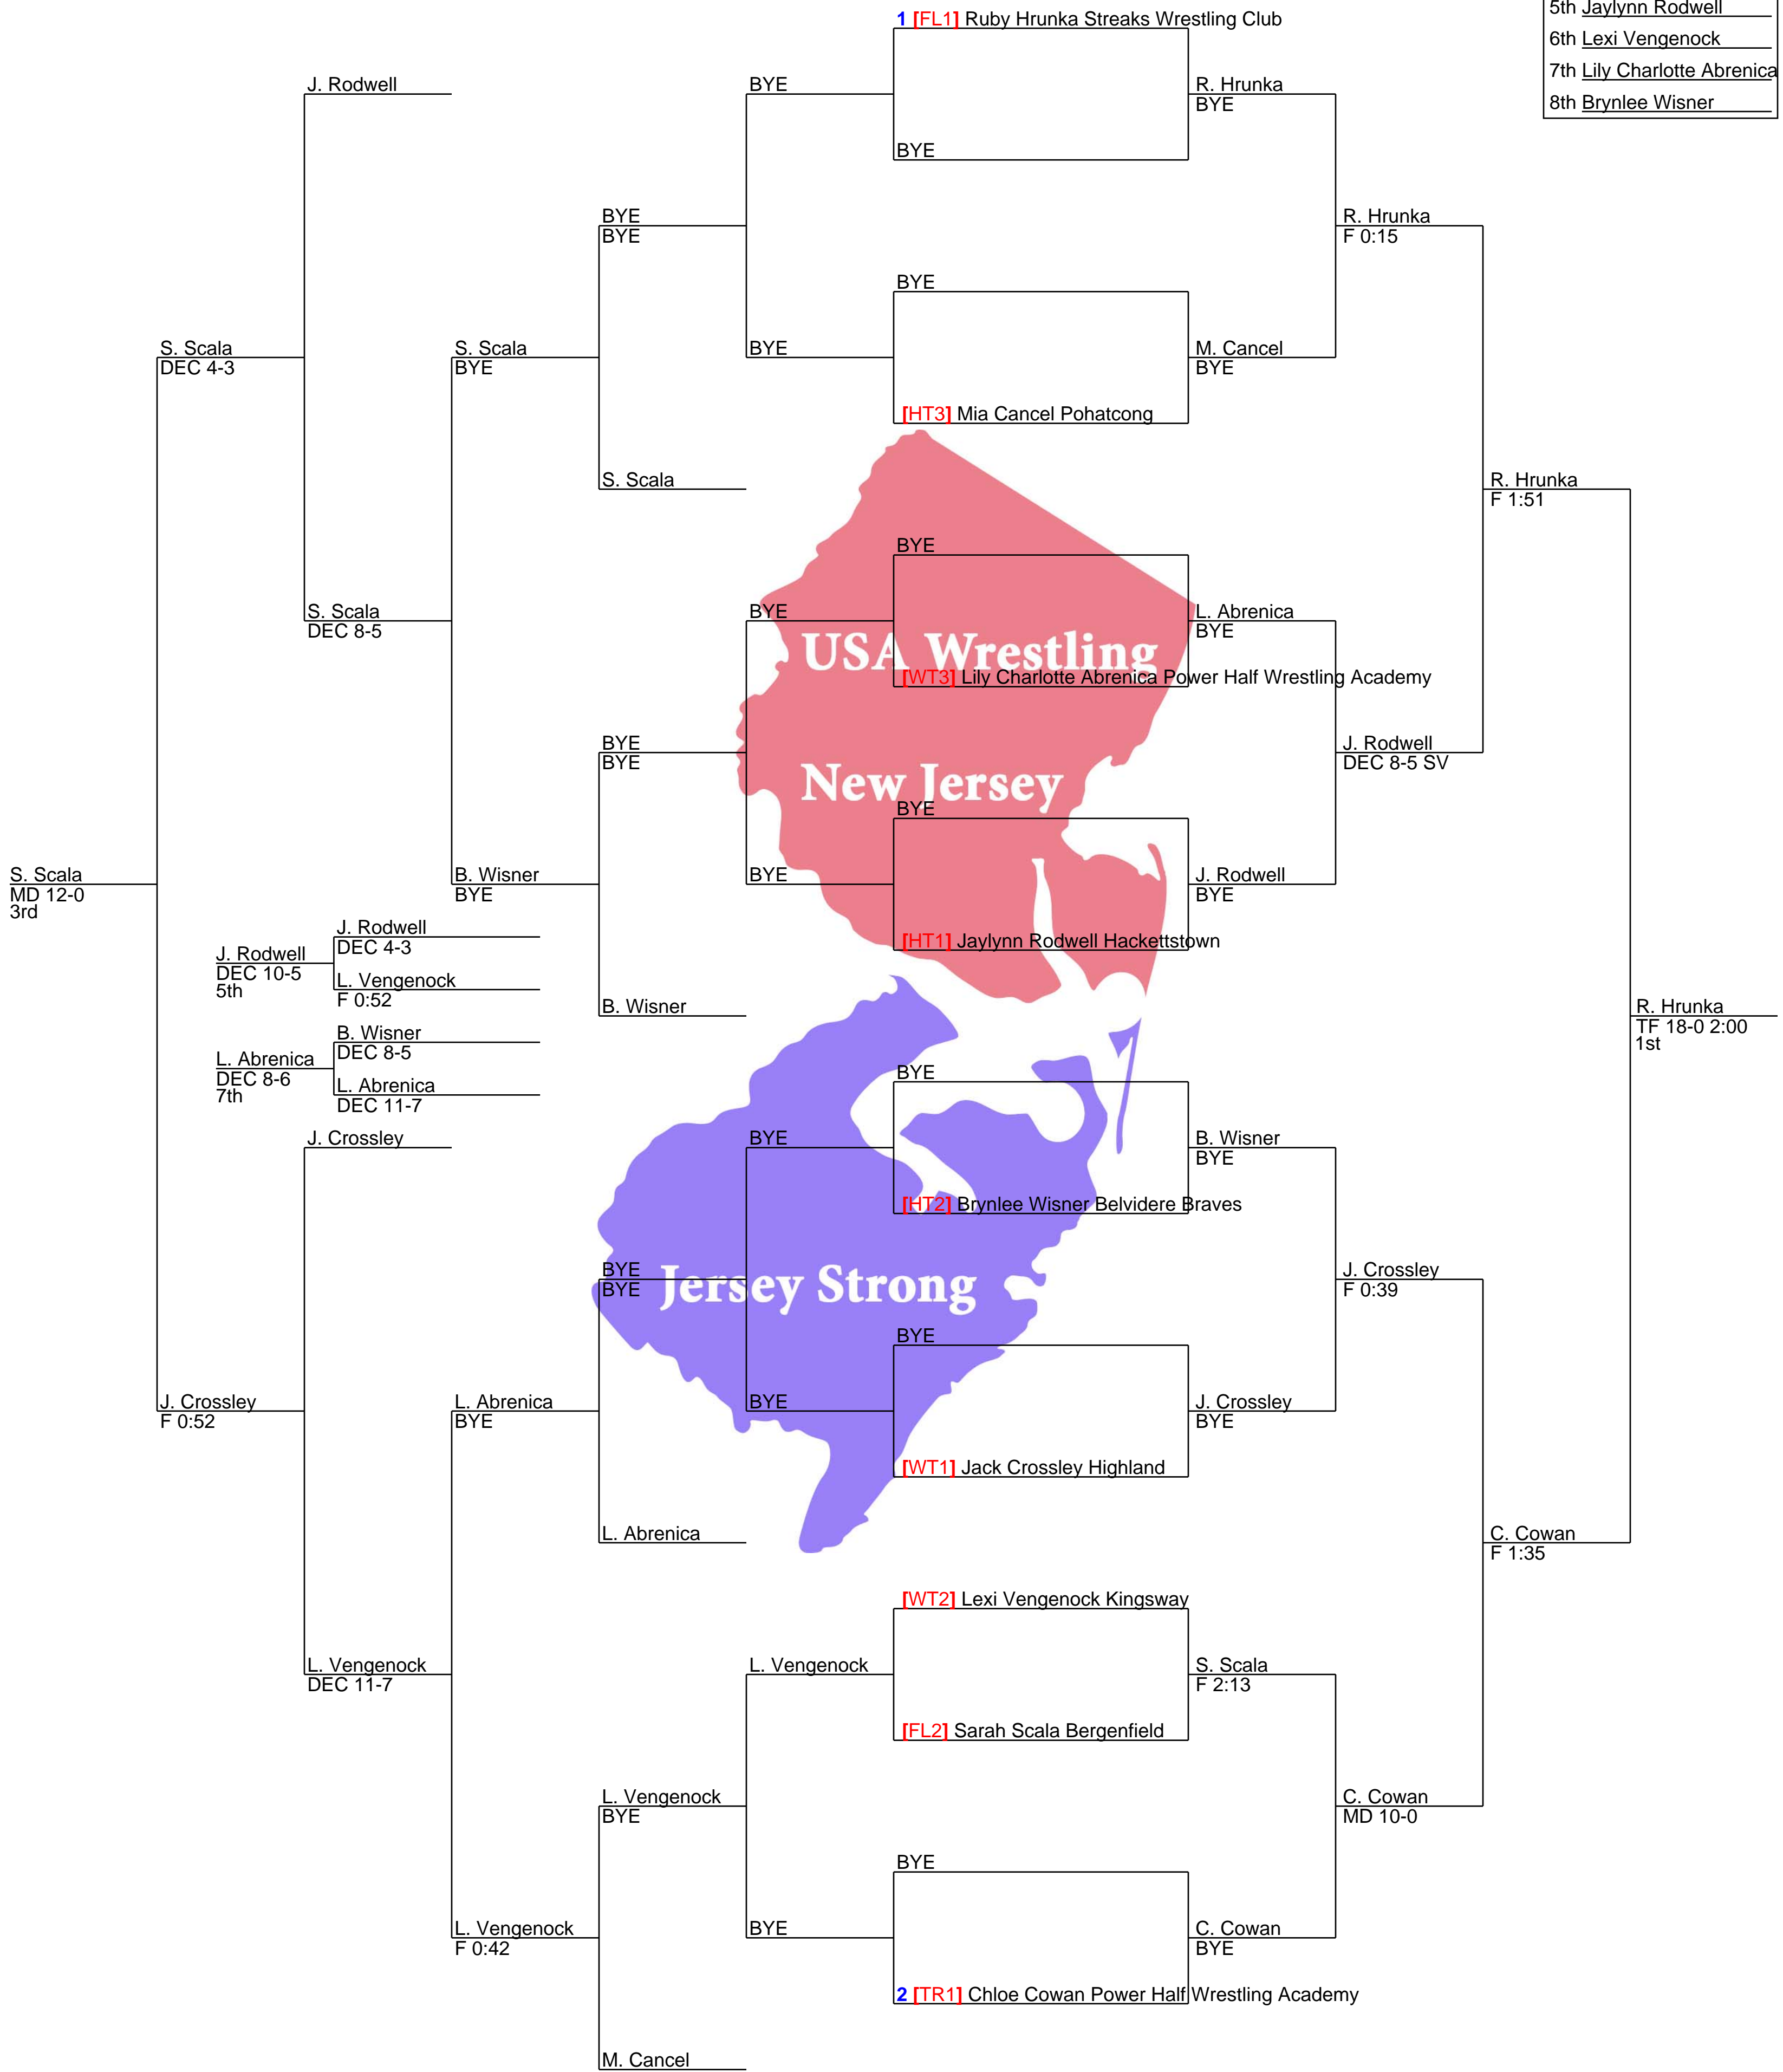 5th Jaylynn Rodwell
6th Lexi Vengenock
7th Lily Charlotte Abrenica
8th Brynlee Wisner
1 [FL1] Ruby Hrunka Streaks Wrestling Club
J. Rodwell
BYE
R. Hrunka
BYE
BYE
BYE
BYE
R. Hrunka
F 0:15
BYE
S. Scala
DEC 4-3
S. Scala
BYE
BYE
M. Cancel
BYE
[HT3] Mia Cancel Pohatcong
S. Scala
R. Hrunka
F 1:51
BYE
S. Scala
DEC 8-5
BYE
L. Abrenica
BYE
USA Wrestling
[WT3] Lily Charlotte Abrenica Power Half Wrestling Academy
BYE
BYE
J. Rodwell
DEC 8-5 SV
New Jersey
BYE
S. Scala
MD 12-0
3rd
B. Wisner
BYE
BYE
J. Rodwell
BYE
J. Rodwell
DEC 4-3
[HT1] Jaylynn Rodwell Hackettstown
J. Rodwell
DEC 10-5
5th
L. Vengenock
F 0:52
B. Wisner
R. Hrunka
TF 18-0 2:00
1st
B. Wisner
DEC 8-5
L. Abrenica
DEC 8-6
7th
BYE
L. Abrenica
DEC 11-7
J. Crossley
BYE
B. Wisner
BYE
[HT2] Brynlee Wisner Belvidere Braves
BYE
BYE
Jersey Strong
J. Crossley
F 0:39
BYE
J. Crossley
F 0:52
L. Abrenica
BYE
BYE
J. Crossley
BYE
[WT1] Jack Crossley Highland
L. Abrenica
C. Cowan
F 1:35
[WT2] Lexi Vengenock Kingsway
L. Vengenock
DEC 11-7
L. Vengenock
S. Scala
F 2:13
[FL2] Sarah Scala Bergenfield
L. Vengenock
BYE
C. Cowan
MD 10-0
BYE
L. Vengenock
F 0:42
BYE
C. Cowan
BYE
2 [TR1] Chloe Cowan Power Half Wrestling Academy
M. Cancel